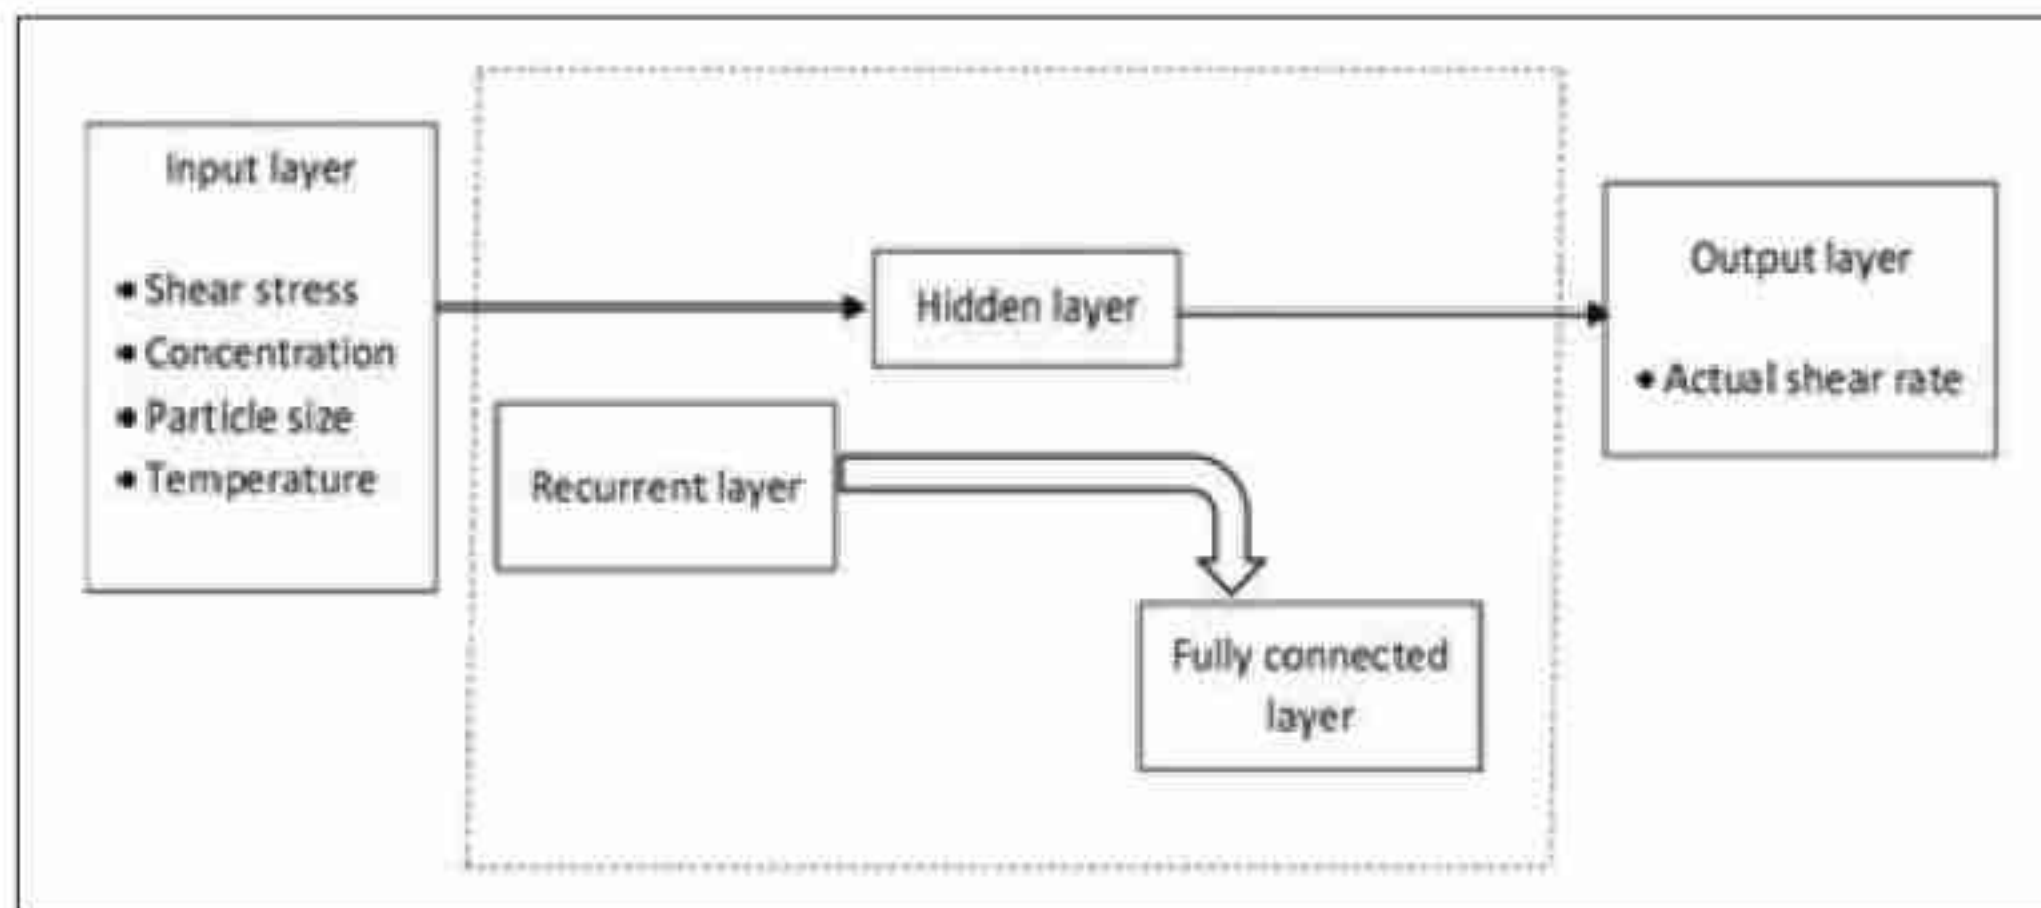 Input layer
• Shear stress
• Concentration
• Particle size
• Temperature
Hidden layer
Recurrent layer
Fully connected
layer
Output layer
• Actual shear rate